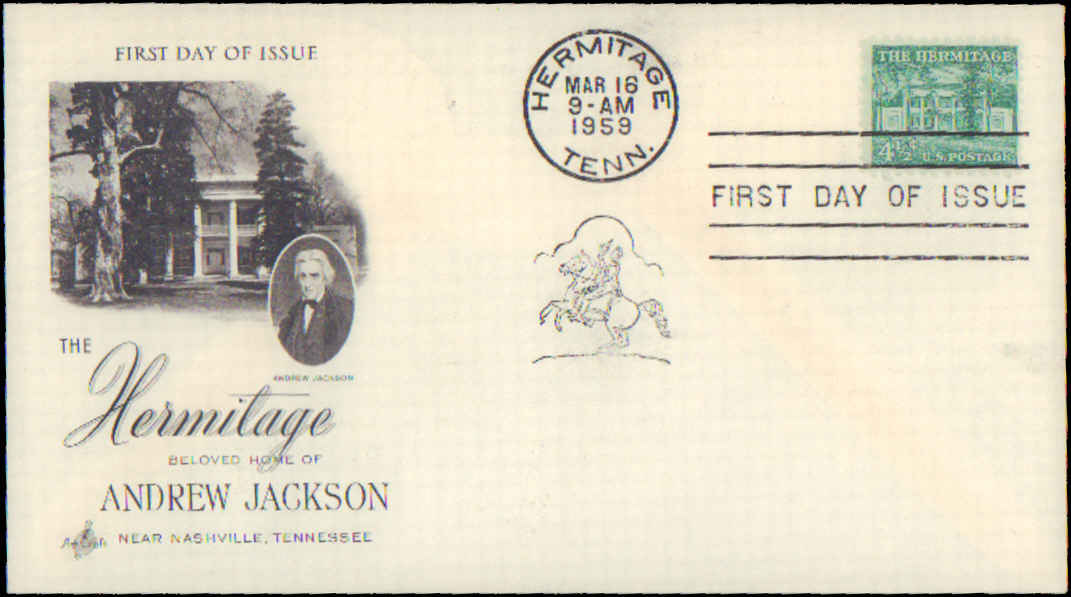 FIRST DAY OF ISSUE
HERMITAGE
MAR 16
9-AM
1959
TENN.
THE HERMITAGE
4½¢ U.S. POSTAGE
FIRST DAY OF ISSUE
ANDREW JACKSON
THE
Hermitage
BELOVED HOME OF
ANDREW JACKSON
NEAR NASHVILLE, TENNESSEE
ArtCraft